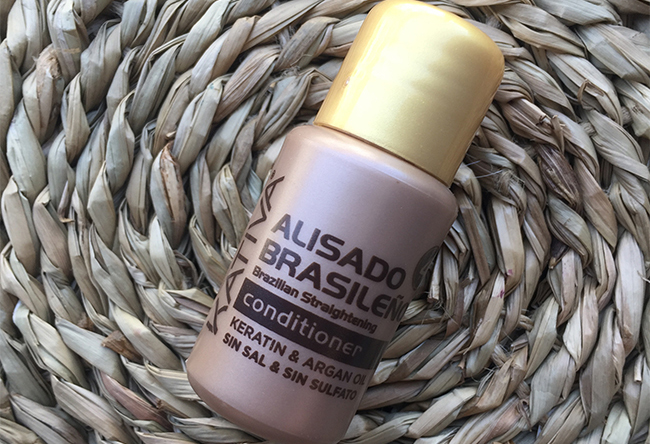 KATIVA
ALISADO
BRASILEÑO
Brazilian Straightening
conditioner
KERATIN & ARGAN OIL
SIN SAL & SIN SULFATO